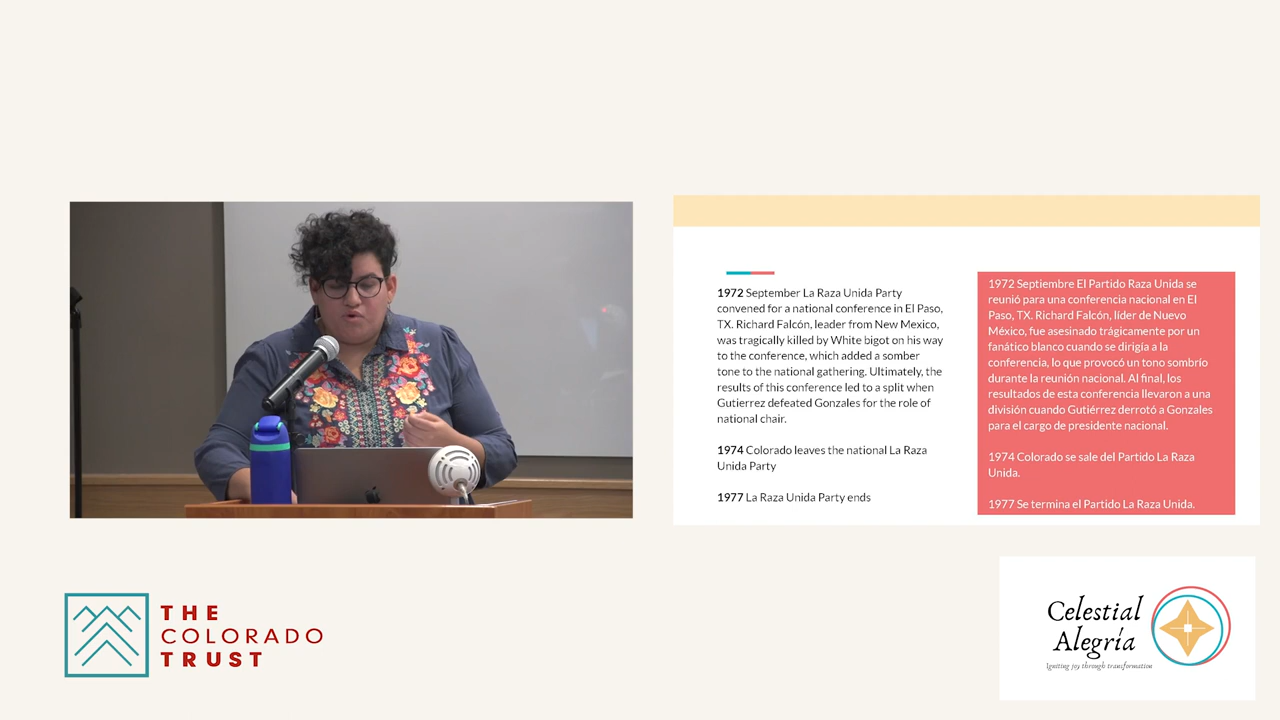 1972 September La Raza Unida Party
convened for a national conference in El Paso,
TX. Richard Falcón, leader from New Mexico,
was tragically killed by White bigot on his way
to the conference, which added a somber
tone to the national gathering. Ultimately, the
results of this conference led to a split when
Gutierrez defeated Gonzales for the role of
national chair.
1974 Colorado leaves the national La Raza
Unida Party
1977 La Raza Unida Party ends
1972 Septiembre El Partido Raza Unida se
reunió para una conferencia nacional en El
Paso, TX. Richard Falcón, líder de Nuevo
México, fue asesinado trágicamente por un
fanático blanco cuando se dirigía a la
conferencia, lo que provocó un tono sombrío
durante la reunión nacional. Al final, los
resultados de esta conferencia llevaron a una
división cuando Gutiérrez derrotó a Gonzales
para el cargo de presidente nacional.
1974 Colorado se sale del Partido La Raza
Unida.
1977 Se termina el Partido La Raza Unida.
THE
COLORADO
TRUST
Celestial
Alegría
Igniting joy through transformation